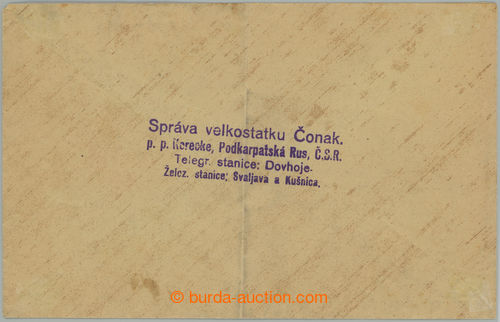 Správa velkostatku Čonak.
p. p. Kerecke, Podkarpatská Rus, Č.S.R.
Telegr. stanice: Dovhoje.
Želez. stanice: Svaljava a Kušnica.
© burda-auction.com